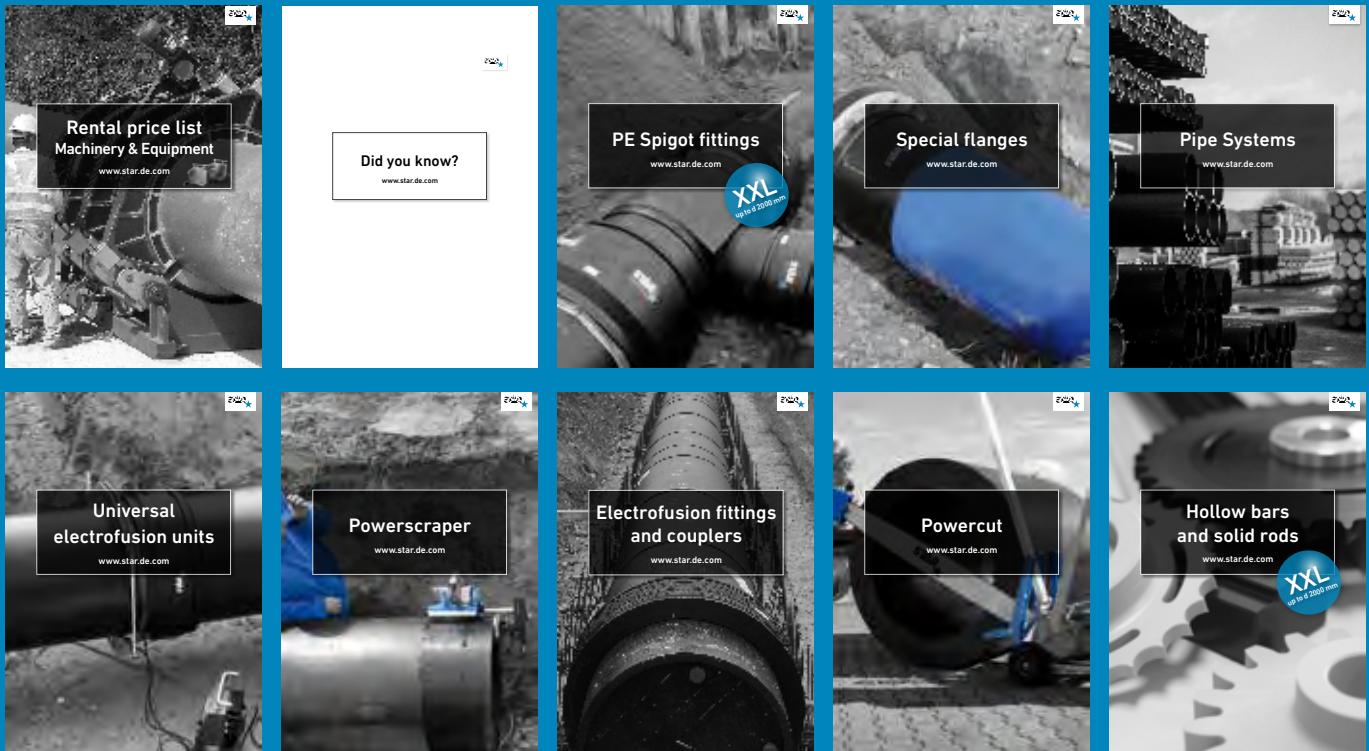 Rental price list
Machinery & Equipment
www.star.de.com
Did you know?
www.star.de.com
PE Spigot fittings
www.star.de.com
XXL
up to d 2000 mm
Special flanges
www.star.de.com
Pipe Systems
www.star.de.com
Universal
electrofusion units
www.star.de.com
Powerscraper
www.star.de.com
Electrofusion fittings
and couplers
www.star.de.com
Powercut
www.star.de.com
Hollow bars
and solid rods
www.star.de.com
XXL
up to d 2000 mm